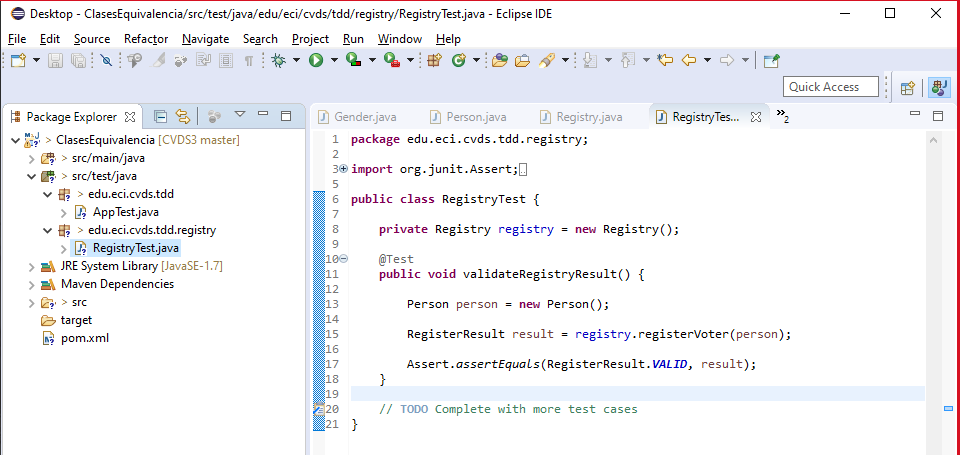 Desktop - ClasesEquivalencia/src/test/java/edu/eci/cvds/tdd/registry/RegistryTest.java - Eclipse IDE
File Edit Source Refactor Navigate Search Project Run Window Help
Quick Access
Package Explorer
Gender.java Person.java Registry.java RegistryTes... »2
> ClasesEquivalencia [CVDS3 master]
> src/main/java
> src/test/java
> edu.eci.cvds.tdd
AppTest.java
> edu.eci.cvds.tdd.registry
RegistryTest.java
JRE System Library [JavaSE-1.7]
Maven Dependencies
> src
target
pom.xml
1 package edu.eci.cvds.tdd.registry;
2
3 import org.junit.Assert;
5
6 public class RegistryTest {
7
8 private Registry registry = new Registry();
9
10 @Test
11 public void validateRegistryResult() {
12
13 Person person = new Person();
14
15 RegisterResult result = registry.registerVoter(person);
16
17 Assert.assertEquals(RegisterResult.VALID, result);
18 }
19
20 // TODO Complete with more test cases
21 }